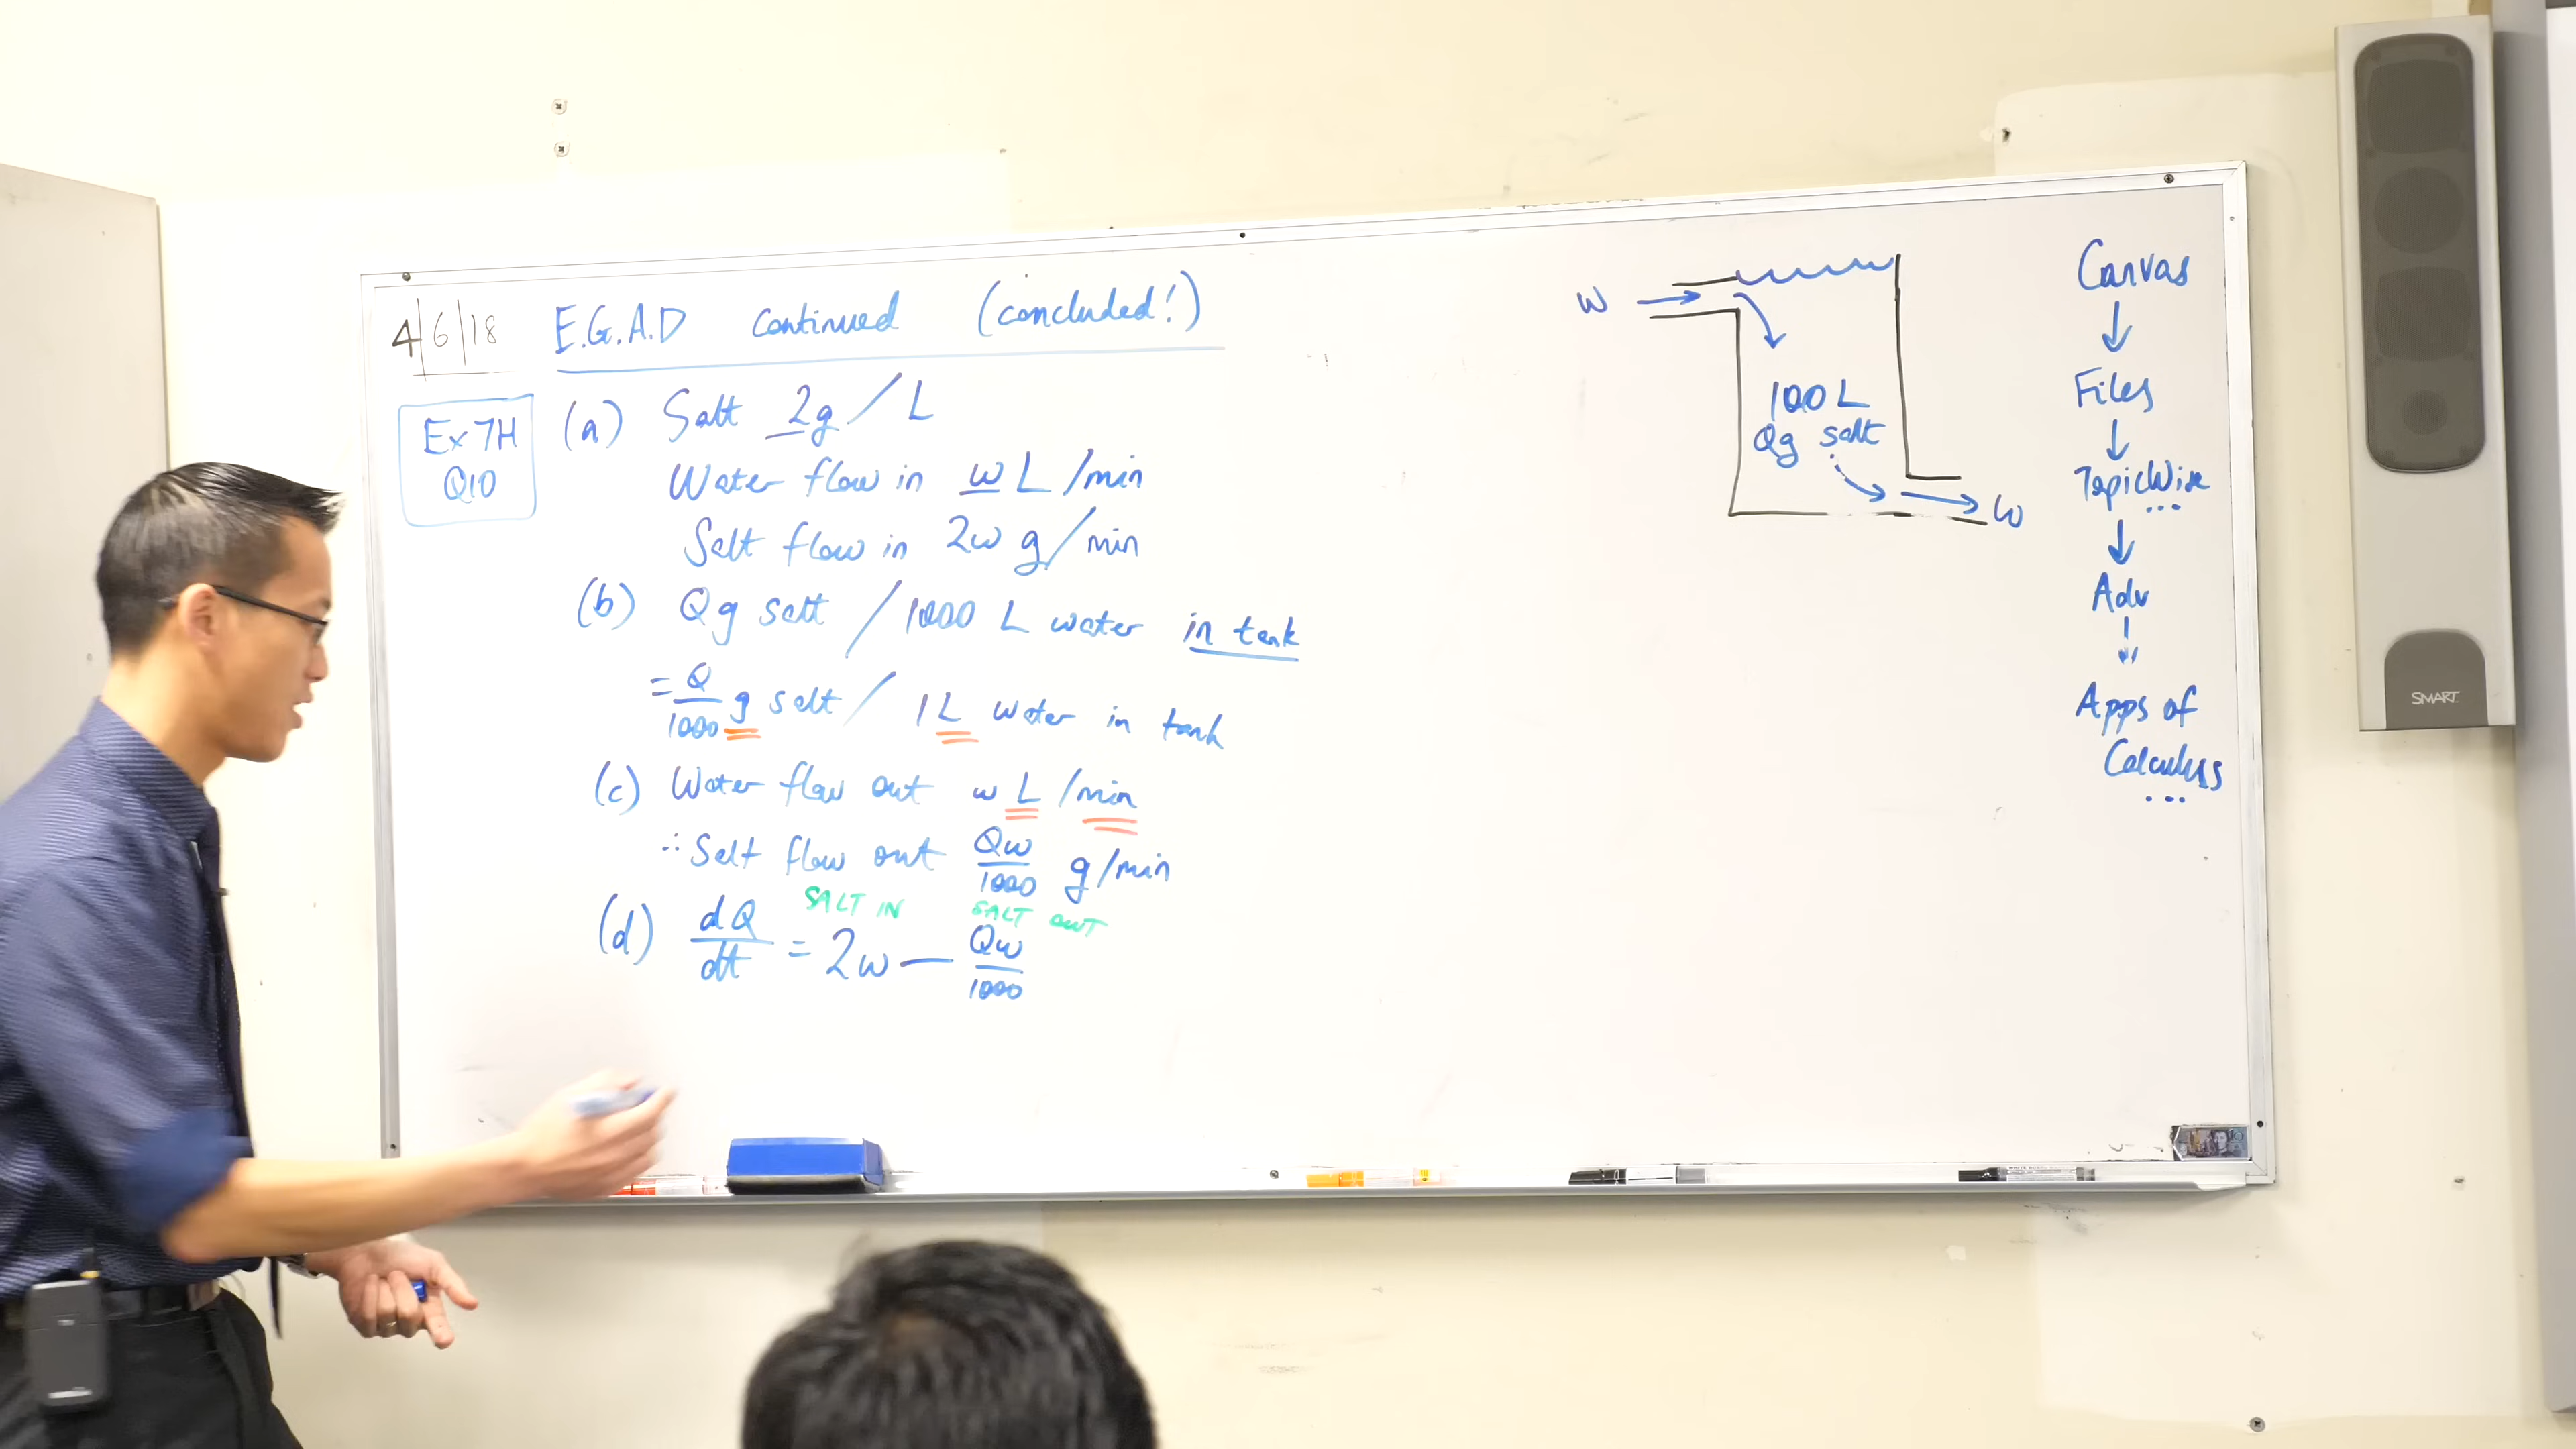 4/6/18 E.G.A.D continued (concluded!)
Ex 7H
Q10
(a) Salt 2g / L
Water flow in w L /min
Salt flow in 2w g/min
(b) Q g salt / 1000 L water in tank
= Q/1000 g salt / 1 L water in tank
(c) Water flow out w L /min
∴ Salt flow out Qw/1000 g/min
SALT IN SALT OUT
(d) dQ/dt = 2w — Qw/1000
w
100 L
Qg salt
w
Canvas
↓
Files
↓
TopicWise
...
↓
Adv
↓
Apps of
Calculus
...
SMART